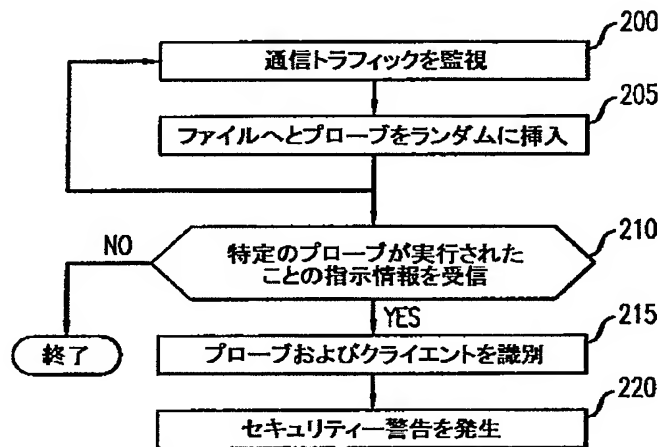 200
通信トラフィックを監視
205
ファイルへとプローブをランダムに挿入
210
NO
特定のプローブが実行された
ことの指示情報を受信
YES
215
終了
プローブおよびクライエントを識別
220
セキュリティー警告を発生